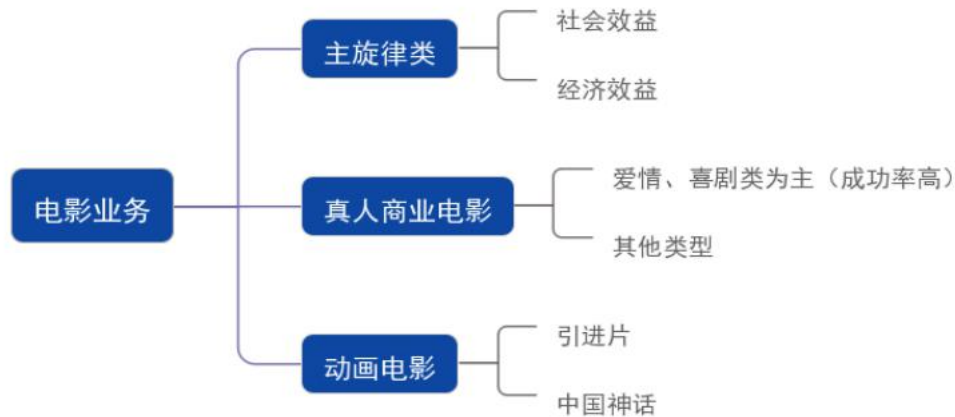 社会效益
主旋律类
经济效益
爱情、喜剧类为主（成功率高）
电影业务
真人商业电影
其他类型
引进片
动画电影
中国神话